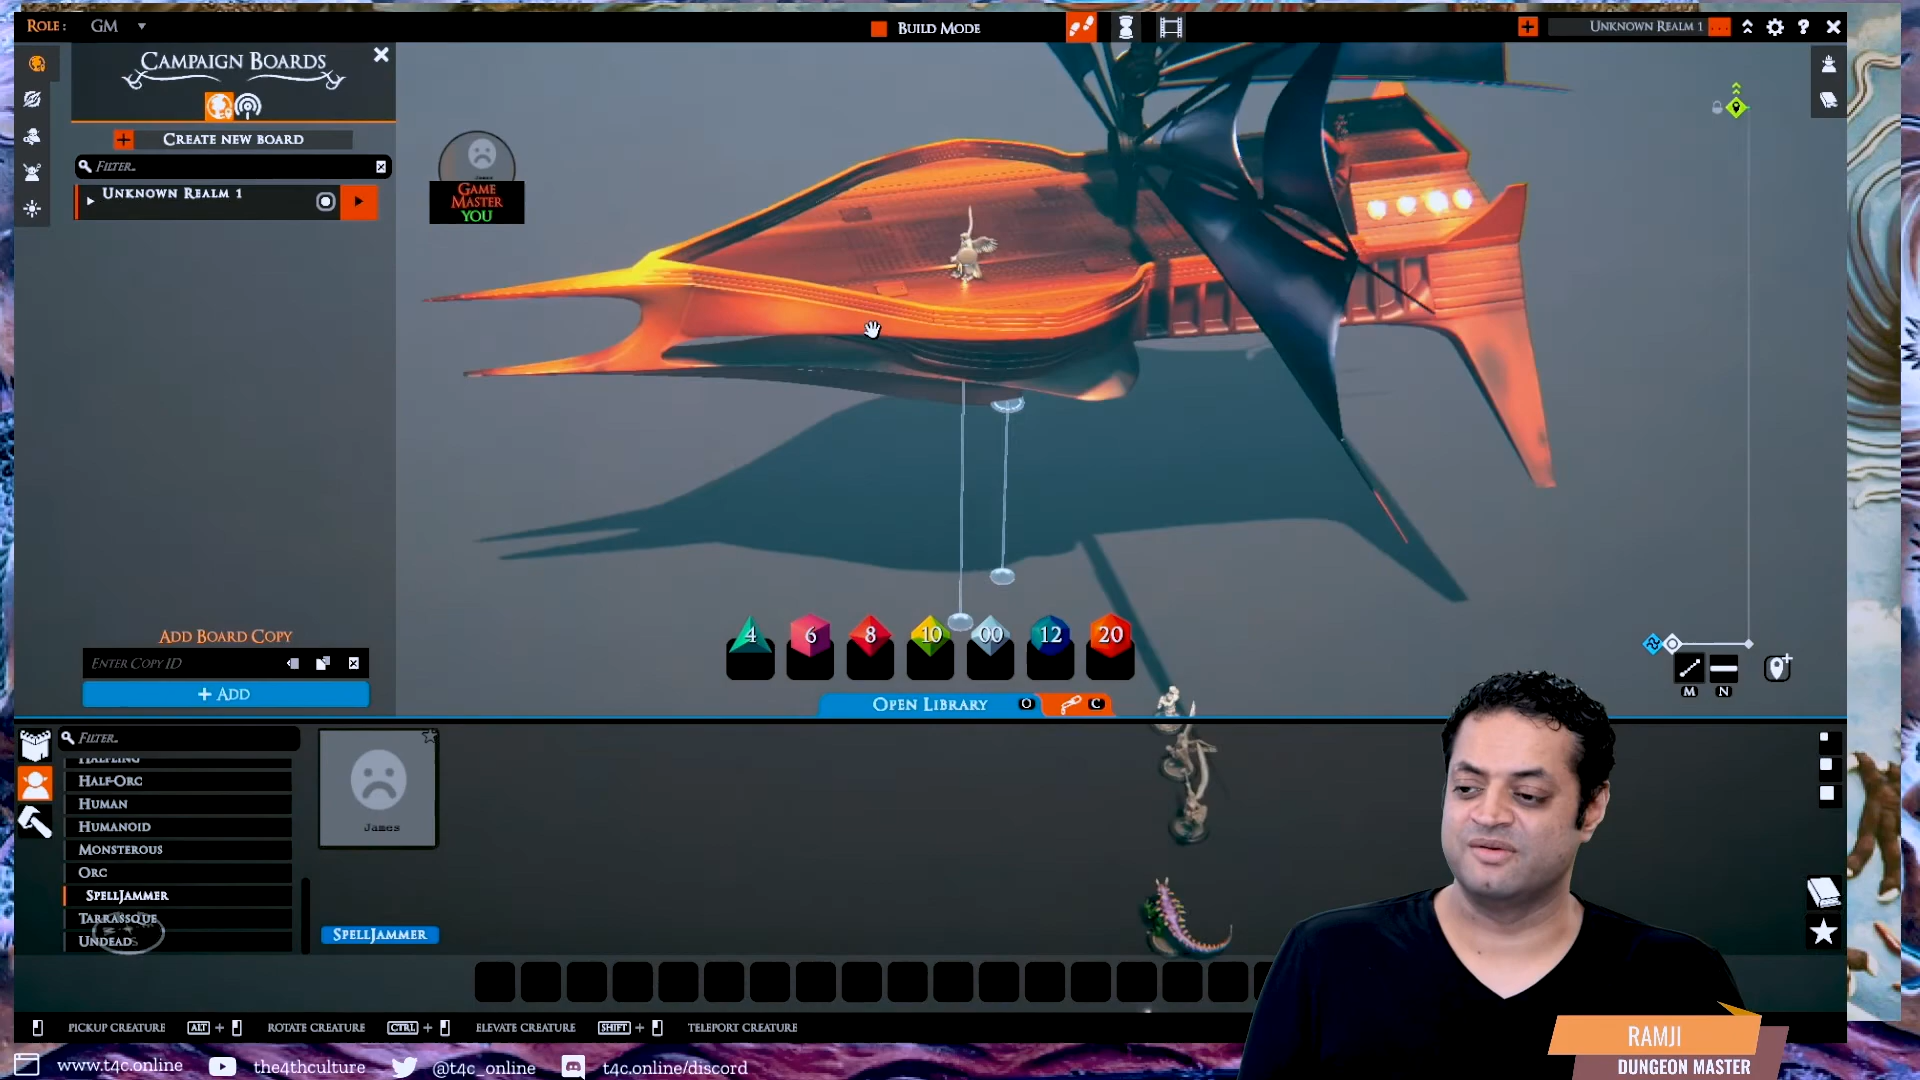 Role: GM
Build Mode
Unknown Realm 1 ...
Campaign Boards
Create new board
Filter..
Unknown Realm 1
Game Master
YOU
Add Board Copy
Enter Copy ID
+ Add
4 6 8 10 00 12 20
Open Library O C
M N
Filter..
Halfling
Half-Orc
Human
Humanoid
Monsterous
Orc
SpellJammer
Tarrassque
Undead
James
SpellJammer
Pickup Creature ALT + Rotate Creature CTRL + Elevate Creature SHIFT + Teleport Creature
RAMJI
DUNGEON MASTER
www.t4c.online the4thculture @t4c_online t4c.online/discord